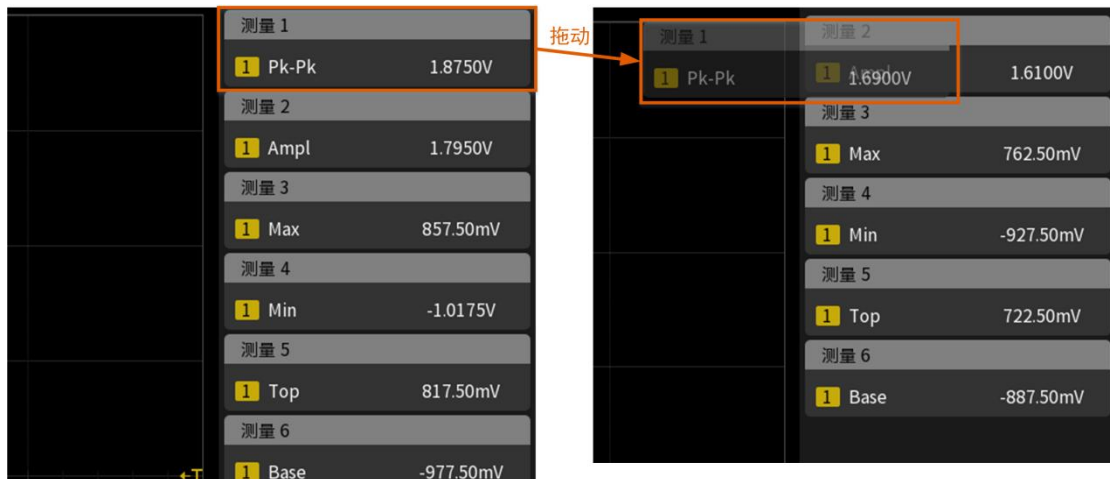 测量 1
1 Pk-Pk 1.8750V
测量 2
1 Ampl 1.7950V
测量 3
1 Max 857.50mV
测量 4
1 Min -1.0175V
测量 5
1 Top 817.50mV
测量 6
1 Base -977.50mV
←T
拖动
测量 1
1 Pk-Pk 1.6900V
测量 2
1 Ampl 1.6100V
测量 3
1 Max 762.50mV
测量 4
1 Min -927.50mV
测量 5
1 Top 722.50mV
测量 6
1 Base -887.50mV